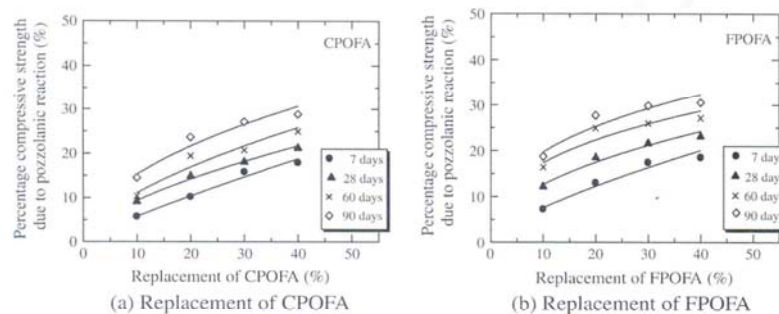 (a)
50
CPOFA
40
30
20
10
0
Percentage compressive strength
due to pozzolanic reaction (%)
7 days
28 days
60 days
90 days
0 10 20 30 40 50
Replacement of CPOFA (%)
(a) Replacement of CPOFA
(b)
50
FPOFA
40
30
20
10
0
Percentage compressive strength
due to pozzolanic reaction (%)
7 days
28 days
60 days
90 days
0 10 20 30 40 50
Replacement of FPOFA (%)
(b) Replacement of FPOFA